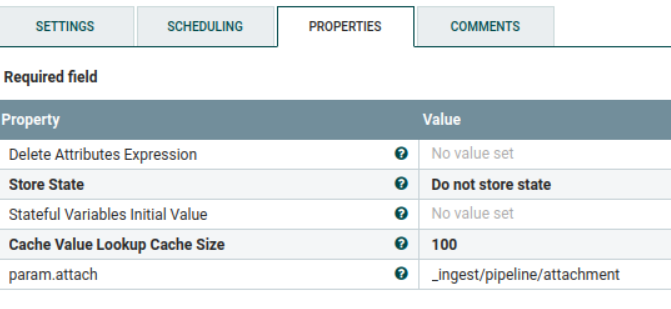 SETTINGS SCHEDULING PROPERTIES COMMENTS
Required field
Property Value
Delete Attributes Expression ? No value set
Store State ? Do not store state
Stateful Variables Initial Value ? No value set
Cache Value Lookup Cache Size ? 100
param.attach ? _ingest/pipeline/attachment